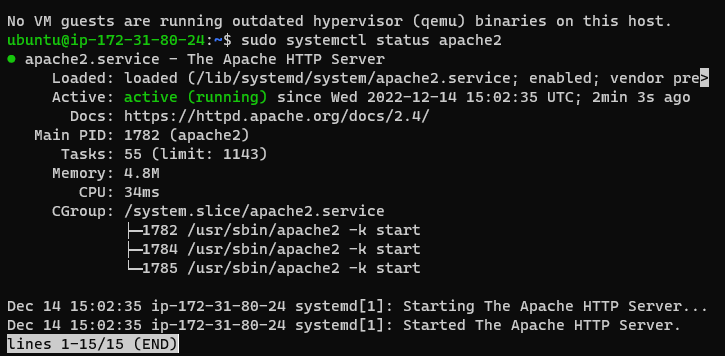 No VM guests are running outdated hypervisor (qemu) binaries on this host.
ubuntu@ip-172-31-80-24:~$ sudo systemctl status apache2
● apache2.service - The Apache HTTP Server
     Loaded: loaded (/lib/systemd/system/apache2.service; enabled; vendor pre>
     Active: active (running) since Wed 2022-12-14 15:02:35 UTC; 2min 3s ago
       Docs: https://httpd.apache.org/docs/2.4/
   Main PID: 1782 (apache2)
      Tasks: 55 (limit: 1143)
     Memory: 4.8M
        CPU: 34ms
     CGroup: /system.slice/apache2.service
             ├─1782 /usr/sbin/apache2 -k start
             ├─1784 /usr/sbin/apache2 -k start
             └─1785 /usr/sbin/apache2 -k start

Dec 14 15:02:35 ip-172-31-80-24 systemd[1]: Starting The Apache HTTP Server...
Dec 14 15:02:35 ip-172-31-80-24 systemd[1]: Started The Apache HTTP Server.
lines 1-15/15 (END)